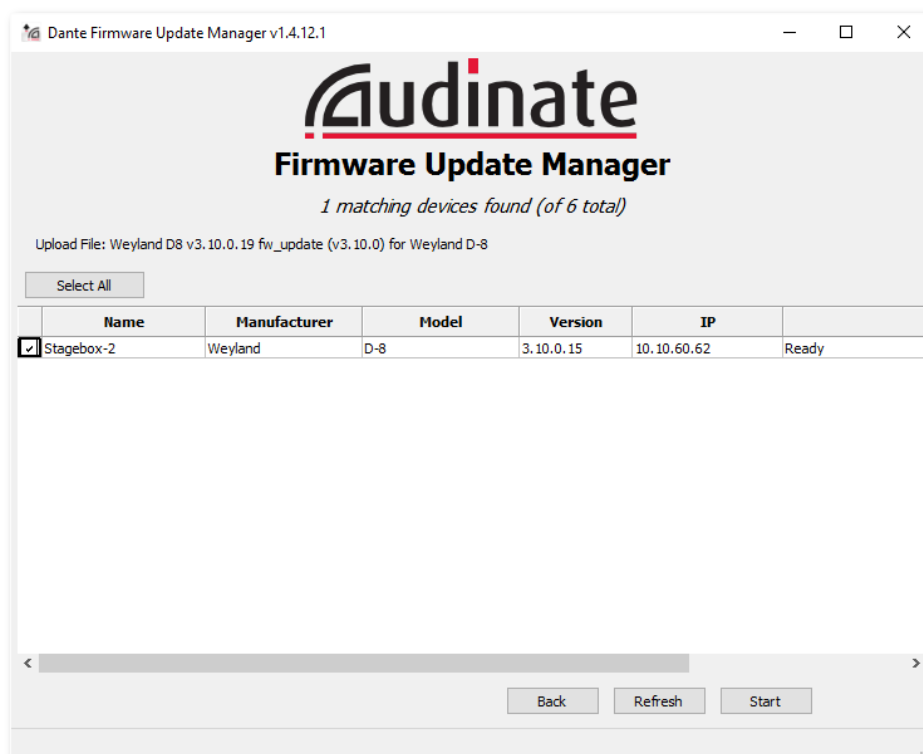 Dante Firmware Update Manager v1.4.12.1
Audinate
Firmware Update Manager
1 matching devices found (of 6 total)
Upload File: Weyland D8 v3.10.0.19 fw_update (v3.10.0) for Weyland D-8
Select All
Name Manufacturer Model Version IP
Stagebox-2 Weyland D-8 3.10.0.15 10.10.60.62 Ready
Back Refresh Start